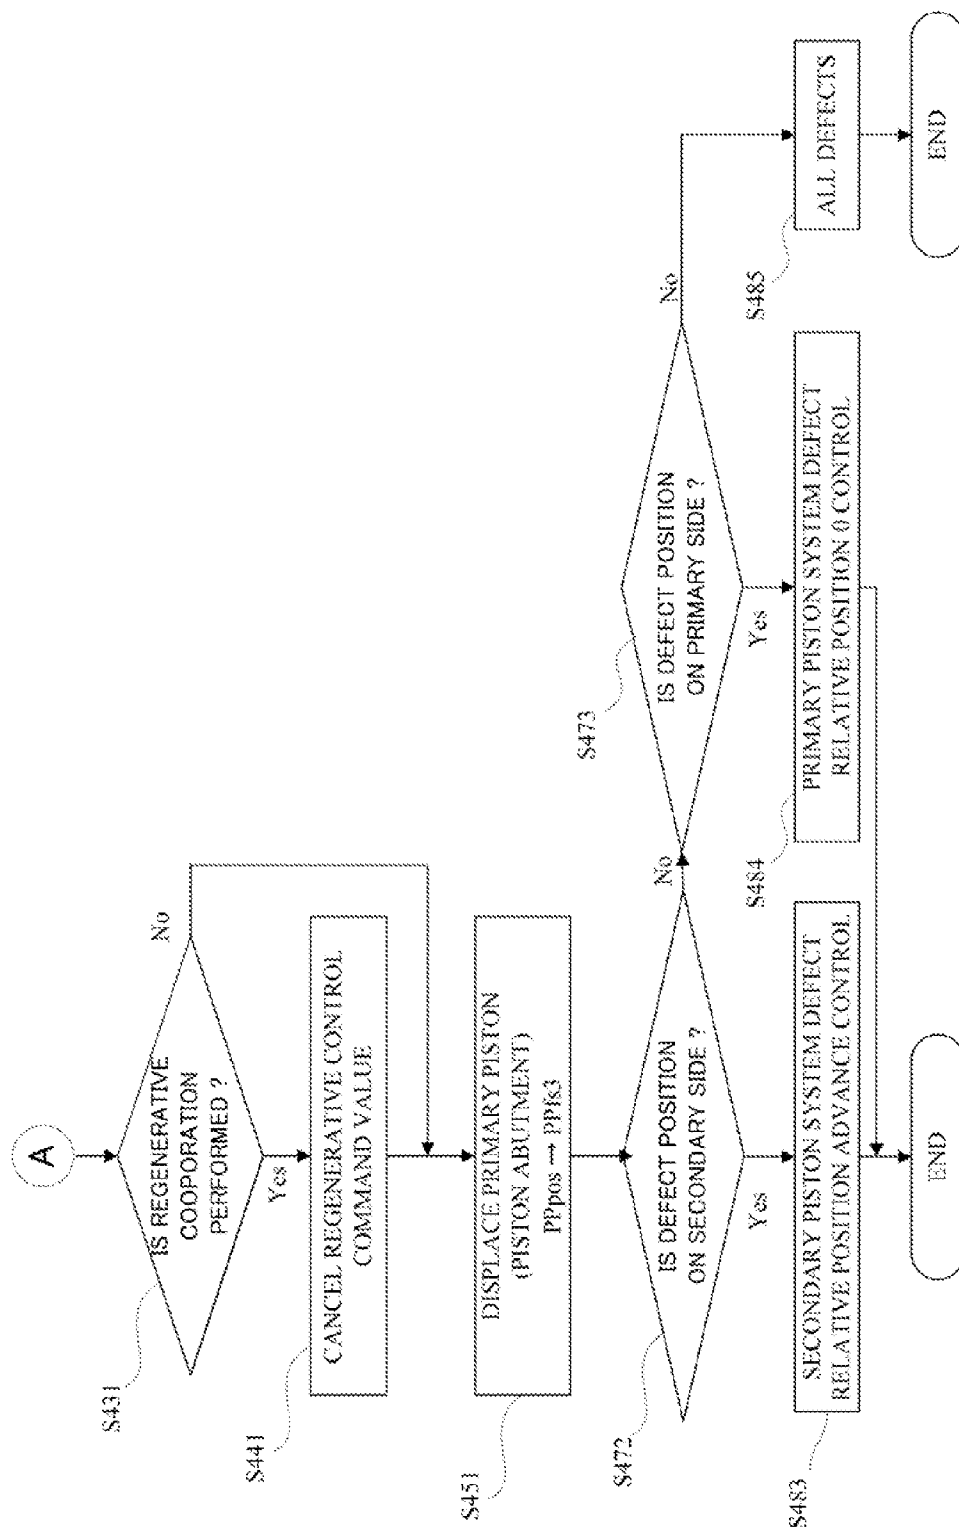 A
S431
IS REGENERATIVE
COOPORATION
PERFORMED ?
No
Yes
S441
CANCEL REGENERATIVE CONTROL
COMMAND VALUE
S451
DISPLACE PRIMARY PISTON
(PISTON ABUTMENT)
PPpos → PPfs3
S472
IS DEFECT POSITION
ON SECONDARY SIDE ?
No
Yes
S473
IS DEFECT POSITION
ON PRIMARY SIDE ?
No
Yes
S483
SECONDARY PISTON SYSTEM DEFECT
RELATIVE POSITION ADVANCE CONTROL
S484
PRIMARY PISTON SYSTEM DEFECT
RELATIVE POSITION 0 CONTROL
S485
ALL DEFECTS
END
END